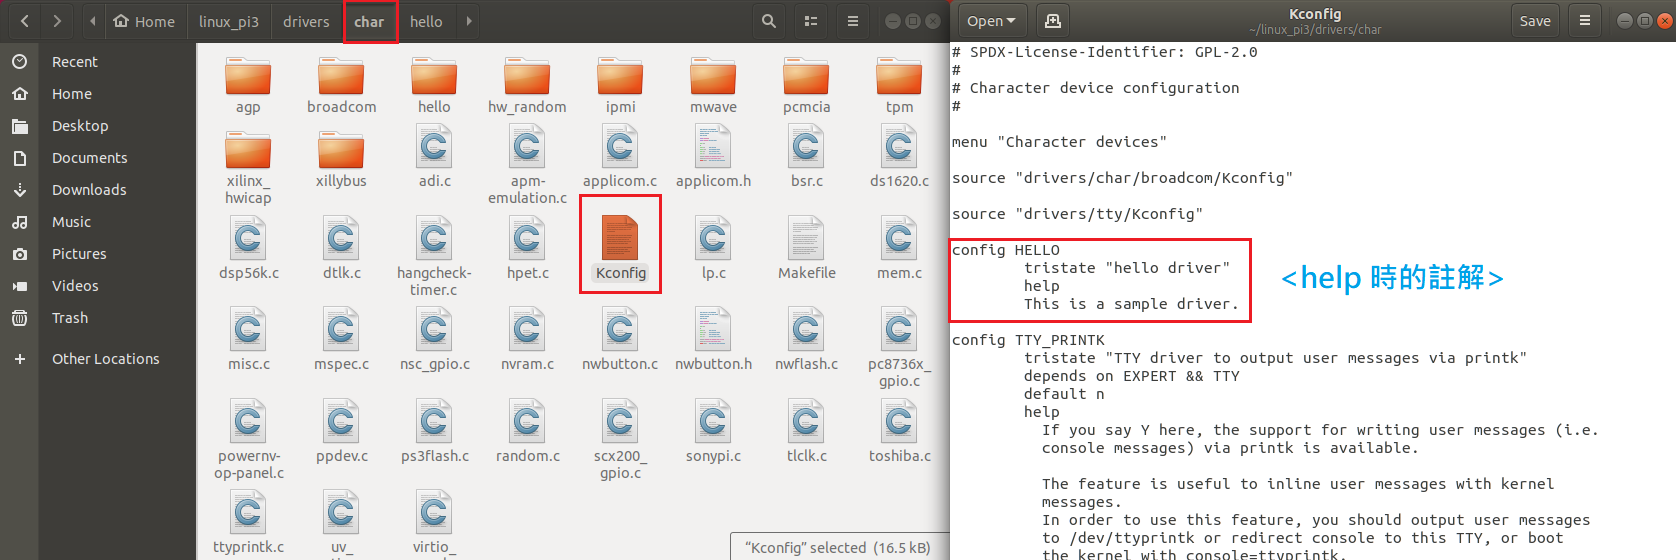 Home
linux_pi3
drivers
char
hello
Recent
Home
Desktop
Documents
Downloads
Music
Pictures
Videos
Trash
Other Locations
agp
broadcom
hello
hw_random
ipmi
mwave
pcmcia
tpm
xilinx_
hwicap
xillybus
adi.c
apm-
emulation.c
applicom.c
applicom.h
bsr.c
ds1620.c
dsp56k.c
dtlk.c
hangcheck-
timer.c
hpet.c
Kconfig
lp.c
Makefile
mem.c
misc.c
mspec.c
nsc_gpio.c
nvram.c
nwbutton.c
nwbutton.h
nwflash.c
pc8736x_
gpio.c
powernv-
op-panel.c
ppdev.c
ps3flash.c
random.c
scx200_
gpio.c
sonypi.c
tlclk.c
toshiba.c
ttyprintk.c
uv_
virtio_
“Kconfig” selected (16.5 kB)
Open
Kconfig
~/linux_pi3/drivers/char
Save
# SPDX-License-Identifier: GPL-2.0
#
# Character device configuration
#
menu "Character devices"
source "drivers/char/broadcom/Kconfig"
source "drivers/tty/Kconfig"
config HELLO
tristate "hello driver"
help
This is a sample driver.
<help 時的註解>
config TTY_PRINTK
tristate "TTY driver to output user messages via printk"
depends on EXPERT && TTY
default n
help
If you say Y here, the support for writing user messages (i.e.
console messages) via printk is available.
The feature is useful to inline user messages with kernel
messages.
In order to use this feature, you should output user messages
to /dev/ttyprintk or redirect console to this TTY, or boot
the kernel with console=ttyprintk.